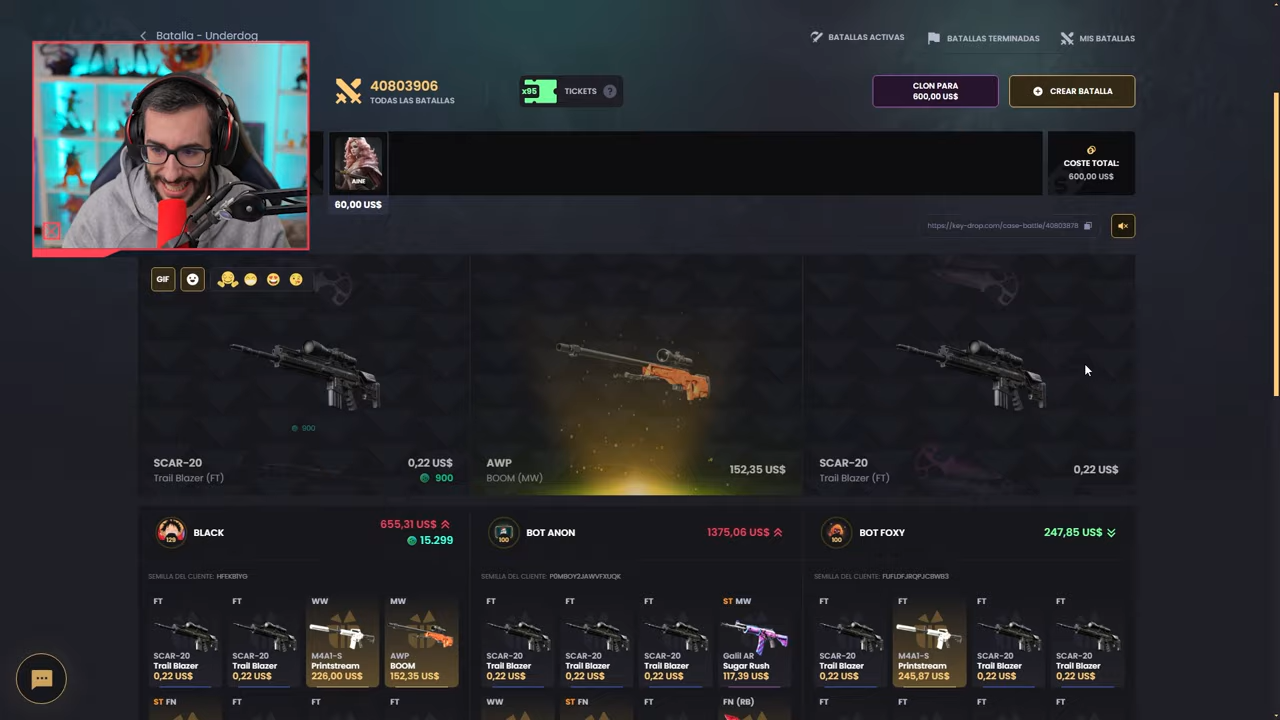 Batalla - Underdog
BATALLAS ACTIVAS
BATALLAS TERMINADAS
MIS BATALLAS
40803906
TODAS LAS BATALLAS
x95
TICKETS
?
CLON PARA
600,00 US$
CREAR BATALLA
AINE
60,00 US$
COSTE TOTAL:
600,00 US$
https://key-drop.com/case-battle/40803878
GIF
900
SCAR-20
0,22 US$
Trail Blazer (FT)
900
AWP
BOOM (MW)
152,35 US$
SCAR-20
Trail Blazer (FT)
0,22 US$
129
BLACK
655,31 US$
15.299
100
BOT ANON
1375,06 US$
100
BOT FOXY
247,85 US$
SEMILLA DEL CLIENTE: HFEKB1YG
SEMILLA DEL CLIENTE: P0MBOY2JAWVFXUQK
SEMILLA DEL CLIENTE: FUFLDFJRQPJCBWB3
FT
SCAR-20
Trail Blazer
0,22 US$
FT
SCAR-20
Trail Blazer
0,22 US$
WW
M4A1-S
Printstream
226,00 US$
MW
AWP
BOOM
152,35 US$
FT
SCAR-20
Trail Blazer
0,22 US$
FT
SCAR-20
Trail Blazer
0,22 US$
FT
SCAR-20
Trail Blazer
0,22 US$
ST MW
Galil AR
Sugar Rush
117,39 US$
FT
SCAR-20
Trail Blazer
0,22 US$
FT
M4A1-S
Printstream
245,87 US$
FT
SCAR-20
Trail Blazer
0,22 US$
FT
SCAR-20
Trail Blazer
0,22 US$
ST FN
FT
FT
FT
WW
ST FN
FT
FN (RB)
FT
FT
FT
FT